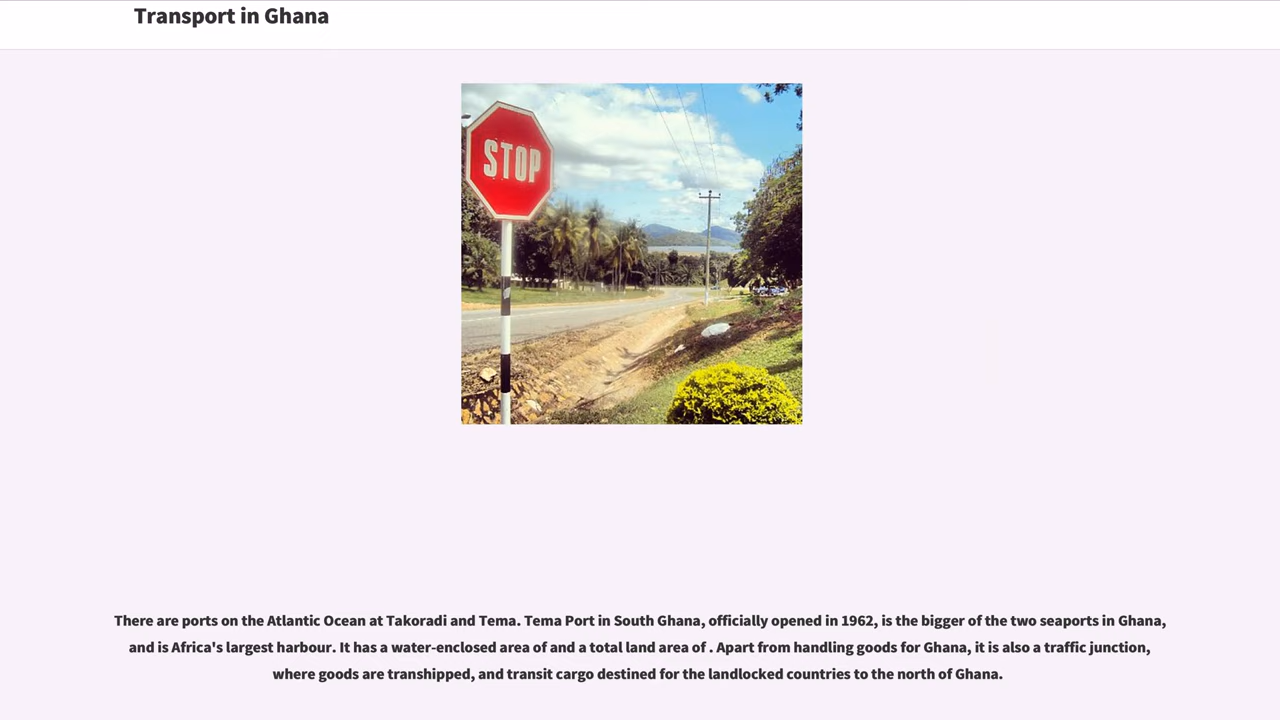 Transport in Ghana
STOP
There are ports on the Atlantic Ocean at Takoradi and Tema. Tema Port in South Ghana, officially opened in 1962, is the bigger of the two seaports in Ghana,
and is Africa's largest harbour. It has a water-enclosed area of and a total land area of . Apart from handling goods for Ghana, it is also a traffic junction,
where goods are transhipped, and transit cargo destined for the landlocked countries to the north of Ghana.